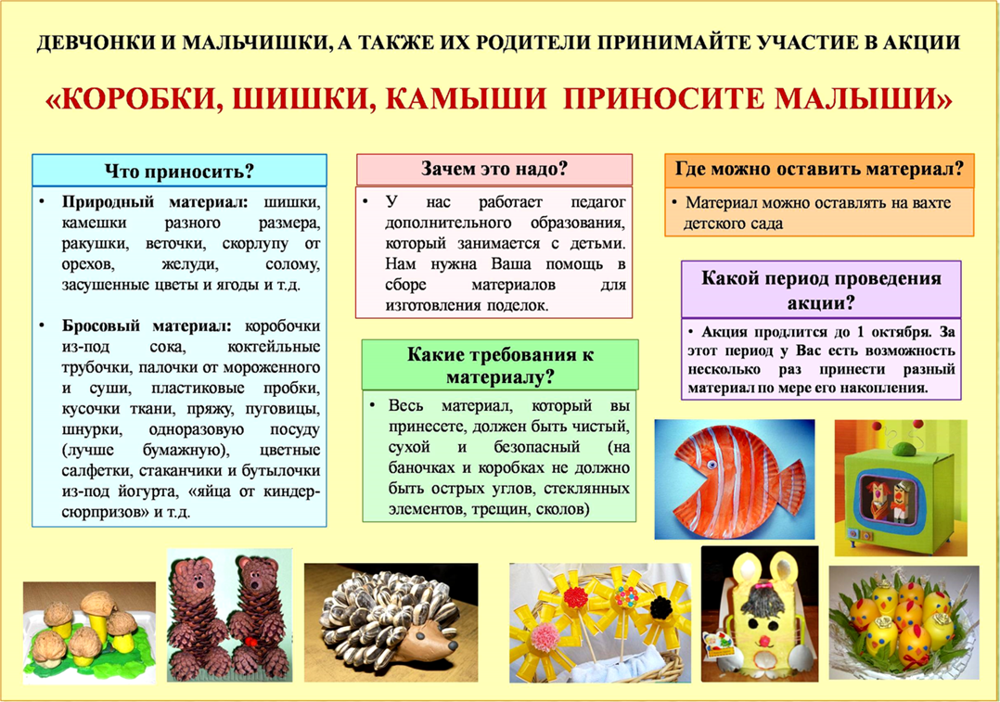 ДЕВЧОНКИ И МАЛЬЧИШКИ, А ТАКЖЕ ИХ РОДИТЕЛИ ПРИНИМАЙТЕ УЧАСТИЕ В АКЦИИ
«КОРОБКИ, ШИШКИ, КАМЫШИ ПРИНОСИТЕ МАЛЫШИ»
Что приносить?
• Природный материал: шишки,
камешки разного размера,
ракушки, веточки, скорлупу от
орехов, желуди, солому,
засушенные цветы и ягоды и т.д.
• Бросовый материал: коробочки
из-под сока, коктейльные
трубочки, палочки от мороженного
и суши, пластиковые пробки,
кусочки ткани, пряжу, пуговицы,
шнурки, одноразовую посуду
(лучше бумажную), цветные
салфетки, стаканчики и бутылочки
из-под йогурта, «яйца от киндер-
сюрпризов» и т.д.
Зачем это надо?
• У нас работает педагог
дополнительного образования,
который занимается с детьми.
Нам нужна Ваша помощь в
сборе материалов для
изготовления поделок.
Какие требования к
материалу?
• Весь материал, который вы
принесете, должен быть чистый,
сухой и безопасный (на
баночках и коробках не должно
быть острых углов, стеклянных
элементов, трещин, сколов)
Где можно оставить материал?
• Материал можно оставлять на вахте
детского сада
Какой период проведения
акции?
• Акция продлится до 1 октября. За
этот период у Вас есть возможность
несколько раз принести разный
материал по мере его накопления.